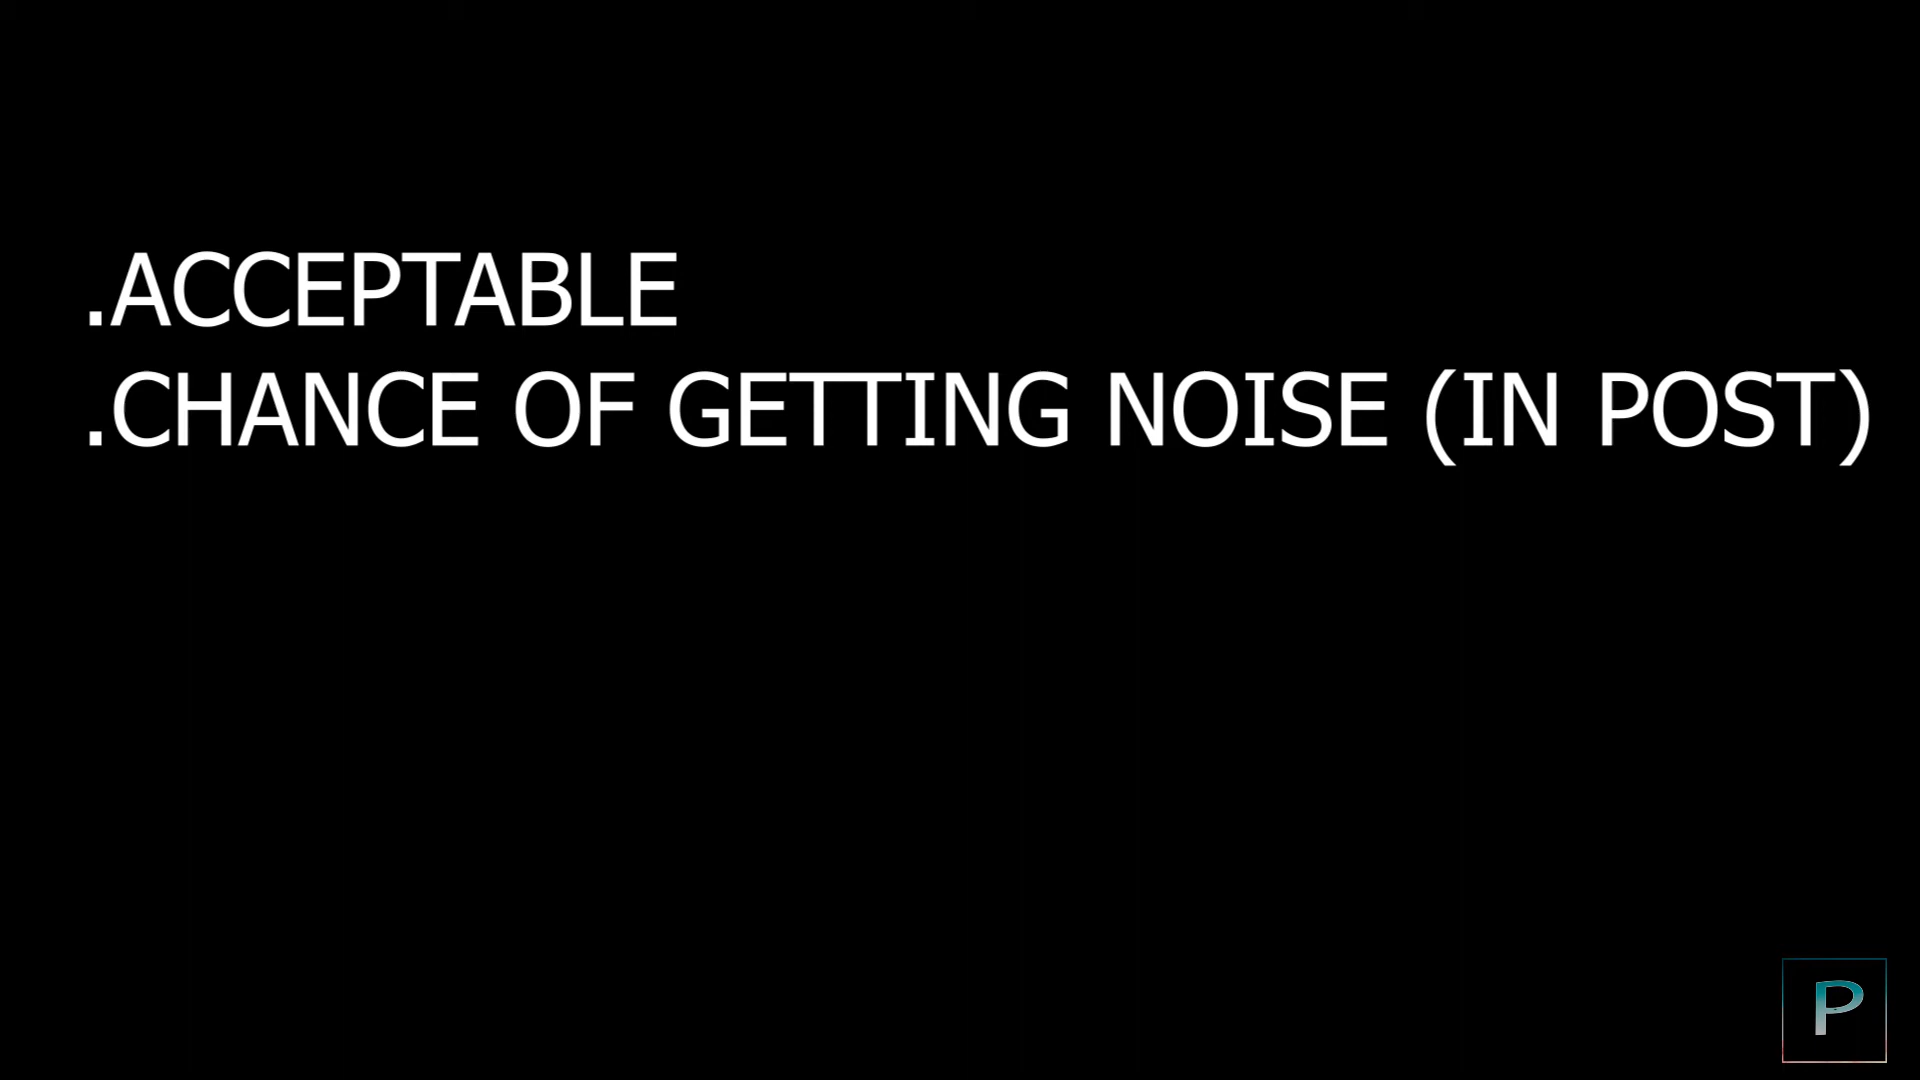 .ACCEPTABLE
.CHANCE OF GETTING NOISE (IN POST)
P